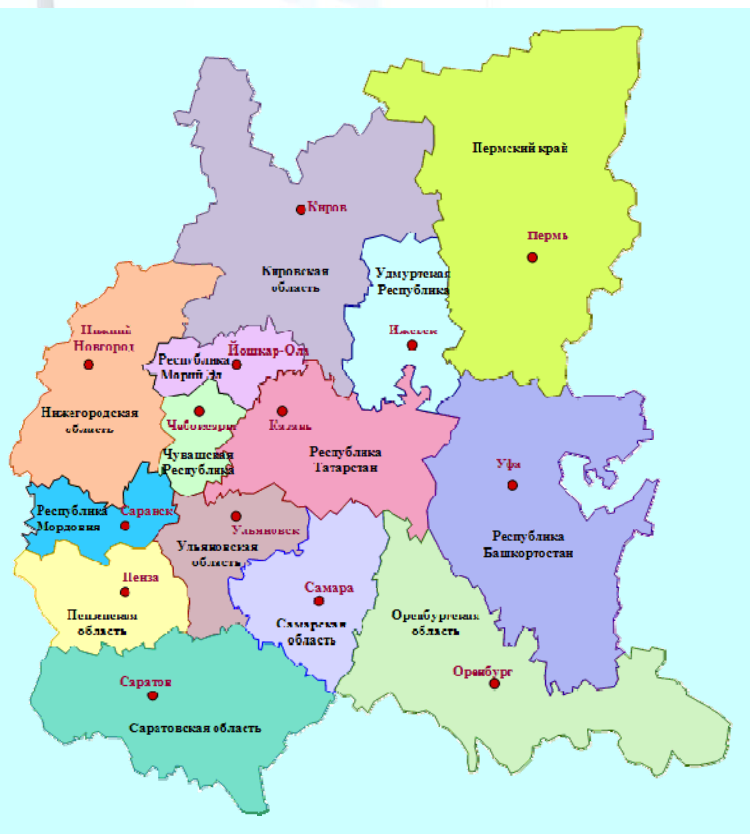 Пермский край
Киров
Пермь
Кировская
область
Удмуртская
Республика
Нижний
Новгород
Ижевск
Йошкар-Ола
Республика
Марий Эл
Нижегородская
область
Чебоксары
Казань
Чувашская
Республика
Республика
Татарстан
Уфа
Республика
Мордовия
Саранск
Ульяновск
Ульяновская
область
Республика
Башкортостан
Пенза
Пензенская
область
Самара
Самарская
область
Оренбургская
область
Оренбург
Саратов
Саратовская область